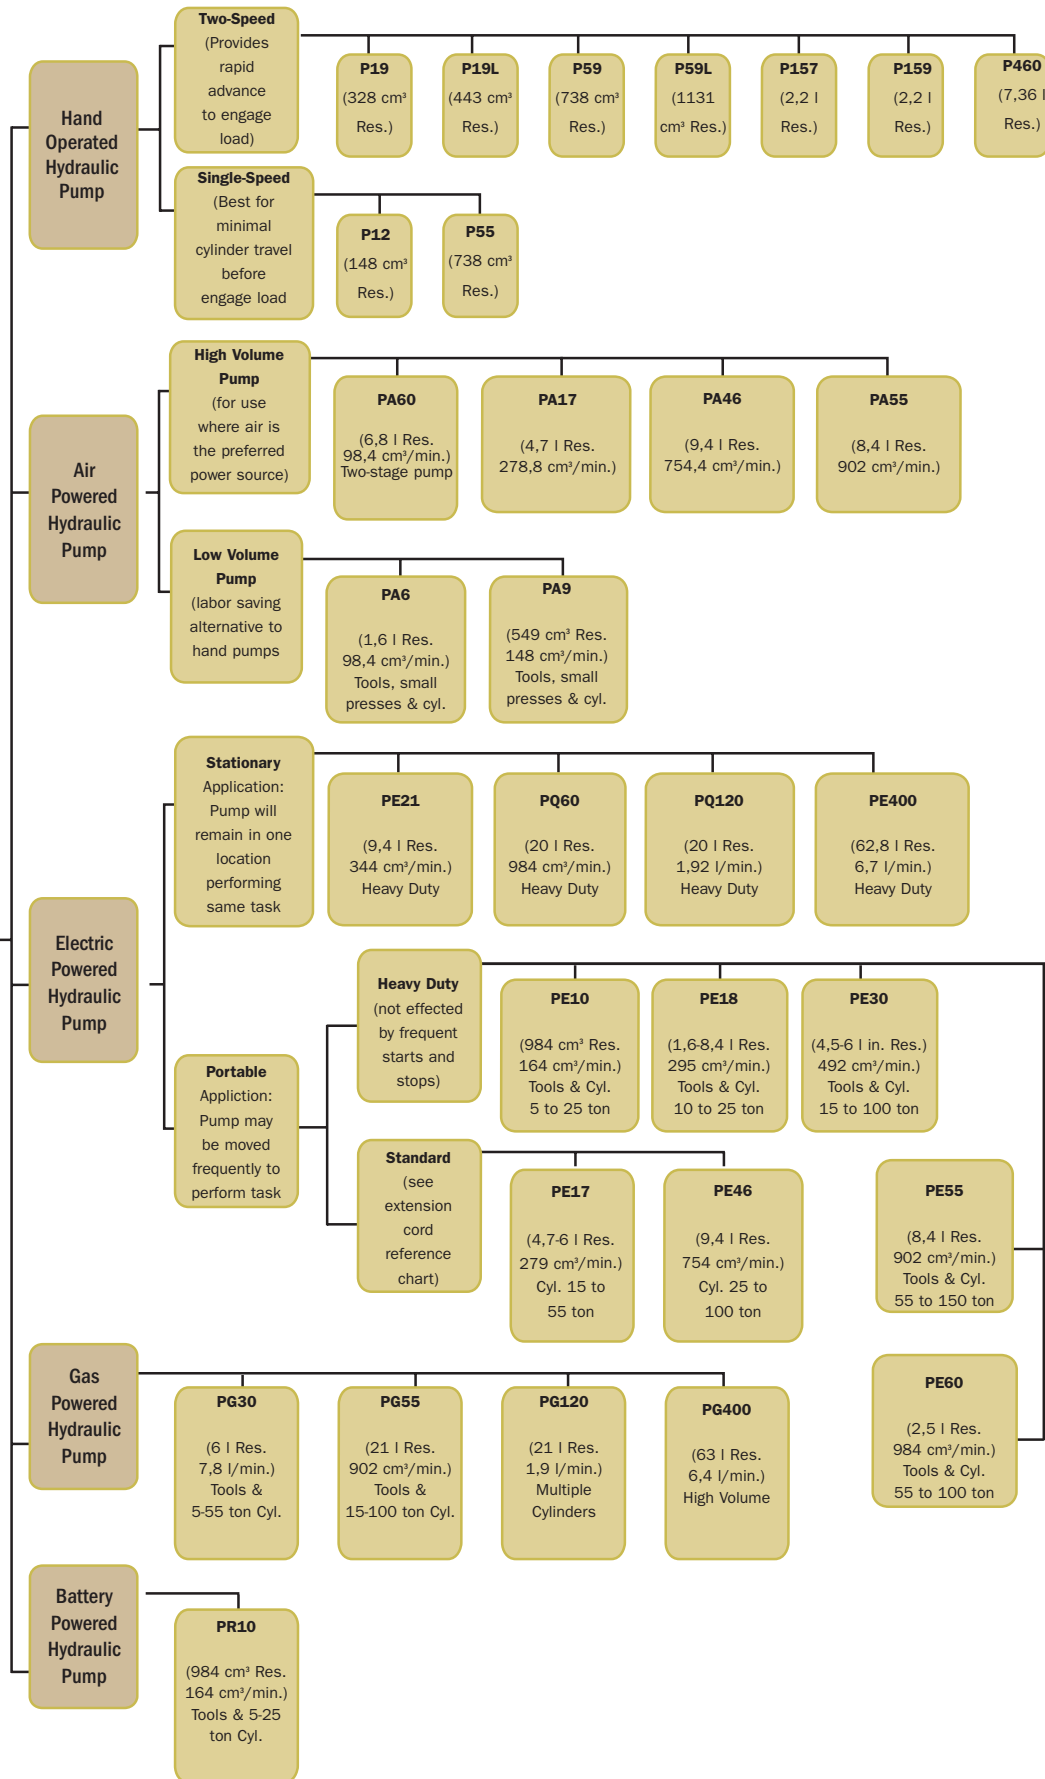 Hand
Operated
Hydraulic
Pump
Two-Speed
(Provides
rapid
advance
to engage
load)
P19
(328 cm³
Res.)
P19L
(443 cm³
Res.)
P59
(738 cm³
Res.)
P59L
(1131
cm³ Res.)
P157
(2,2 l
Res.)
P159
(2,2 l
Res.)
P460
(7,36 l
Res.)
Single-Speed
(Best for
minimal
cylinder travel
before
engage load
P12
(148 cm³
Res.)
P55
(738 cm³
Res.)
Air
Powered
Hydraulic
Pump
High Volume
Pump
(for use
where air is
the preferred
power source)
PA60
(6,8 l Res.
98,4 cm³/min.)
Two-stage pump
PA17
(4,7 l Res.
278,8 cm³/min.)
PA46
(9,4 l Res.
754,4 cm³/min.)
PA55
(8,4 l Res.
902 cm³/min.)
Low Volume
Pump
(labor saving
alternative to
hand pumps
PA6
(1,6 l Res.
98,4 cm³/min.)
Tools, small
presses & cyl.
PA9
(549 cm³ Res.
148 cm³/min.)
Tools, small
presses & cyl.
Electric
Powered
Hydraulic
Pump
Stationary
Application:
Pump will
remain in one
location
performing
same task
PE21
(9,4 l Res.
344 cm³/min.)
Heavy Duty
PQ60
(20 l Res.
984 cm³/min.)
Heavy Duty
PQ120
(20 l Res.
1,92 l/min.)
Heavy Duty
PE400
(62,8 l Res.
6,7 l/min.)
Heavy Duty
Portable
Appliction:
Pump may
be moved
frequently to
perform task
Heavy Duty
(not effected
by frequent
starts and
stops)
PE10
(984 cm³ Res.
164 cm³/min.)
Tools & Cyl.
5 to 25 ton
PE18
(1,6-8,4 l Res.
295 cm³/min.)
Tools & Cyl.
10 to 25 ton
PE30
(4,5-6 l in. Res.)
492 cm³/min.)
Tools & Cyl.
15 to 100 ton
Standard
(see
extension
cord
reference
chart)
PE17
(4,7-6 l Res.
279 cm³/min.)
Cyl. 15 to
55 ton
PE46
(9,4 l Res.
754 cm³/min.)
Cyl. 25 to
100 ton
PE55
(8,4 l Res.
902 cm³/min.)
Tools & Cyl.
55 to 150 ton
PE60
(2,5 l Res.
984 cm³/min.)
Tools & Cyl.
55 to 100 ton
Gas
Powered
Hydraulic
Pump
PG30
(6 l Res.
7,8 l/min.)
Tools &
5-55 ton Cyl.
PG55
(21 l Res.
902 cm³/min.)
Tools &
15-100 ton Cyl.
PG120
(21 l Res.
1,9 l/min.)
Multiple
Cylinders
PG400
(63 l Res.
6,4 l/min.)
High Volume
Battery
Powered
Hydraulic
Pump
PR10
(984 cm³ Res.
164 cm³/min.)
Tools & 5-25
ton Cyl.